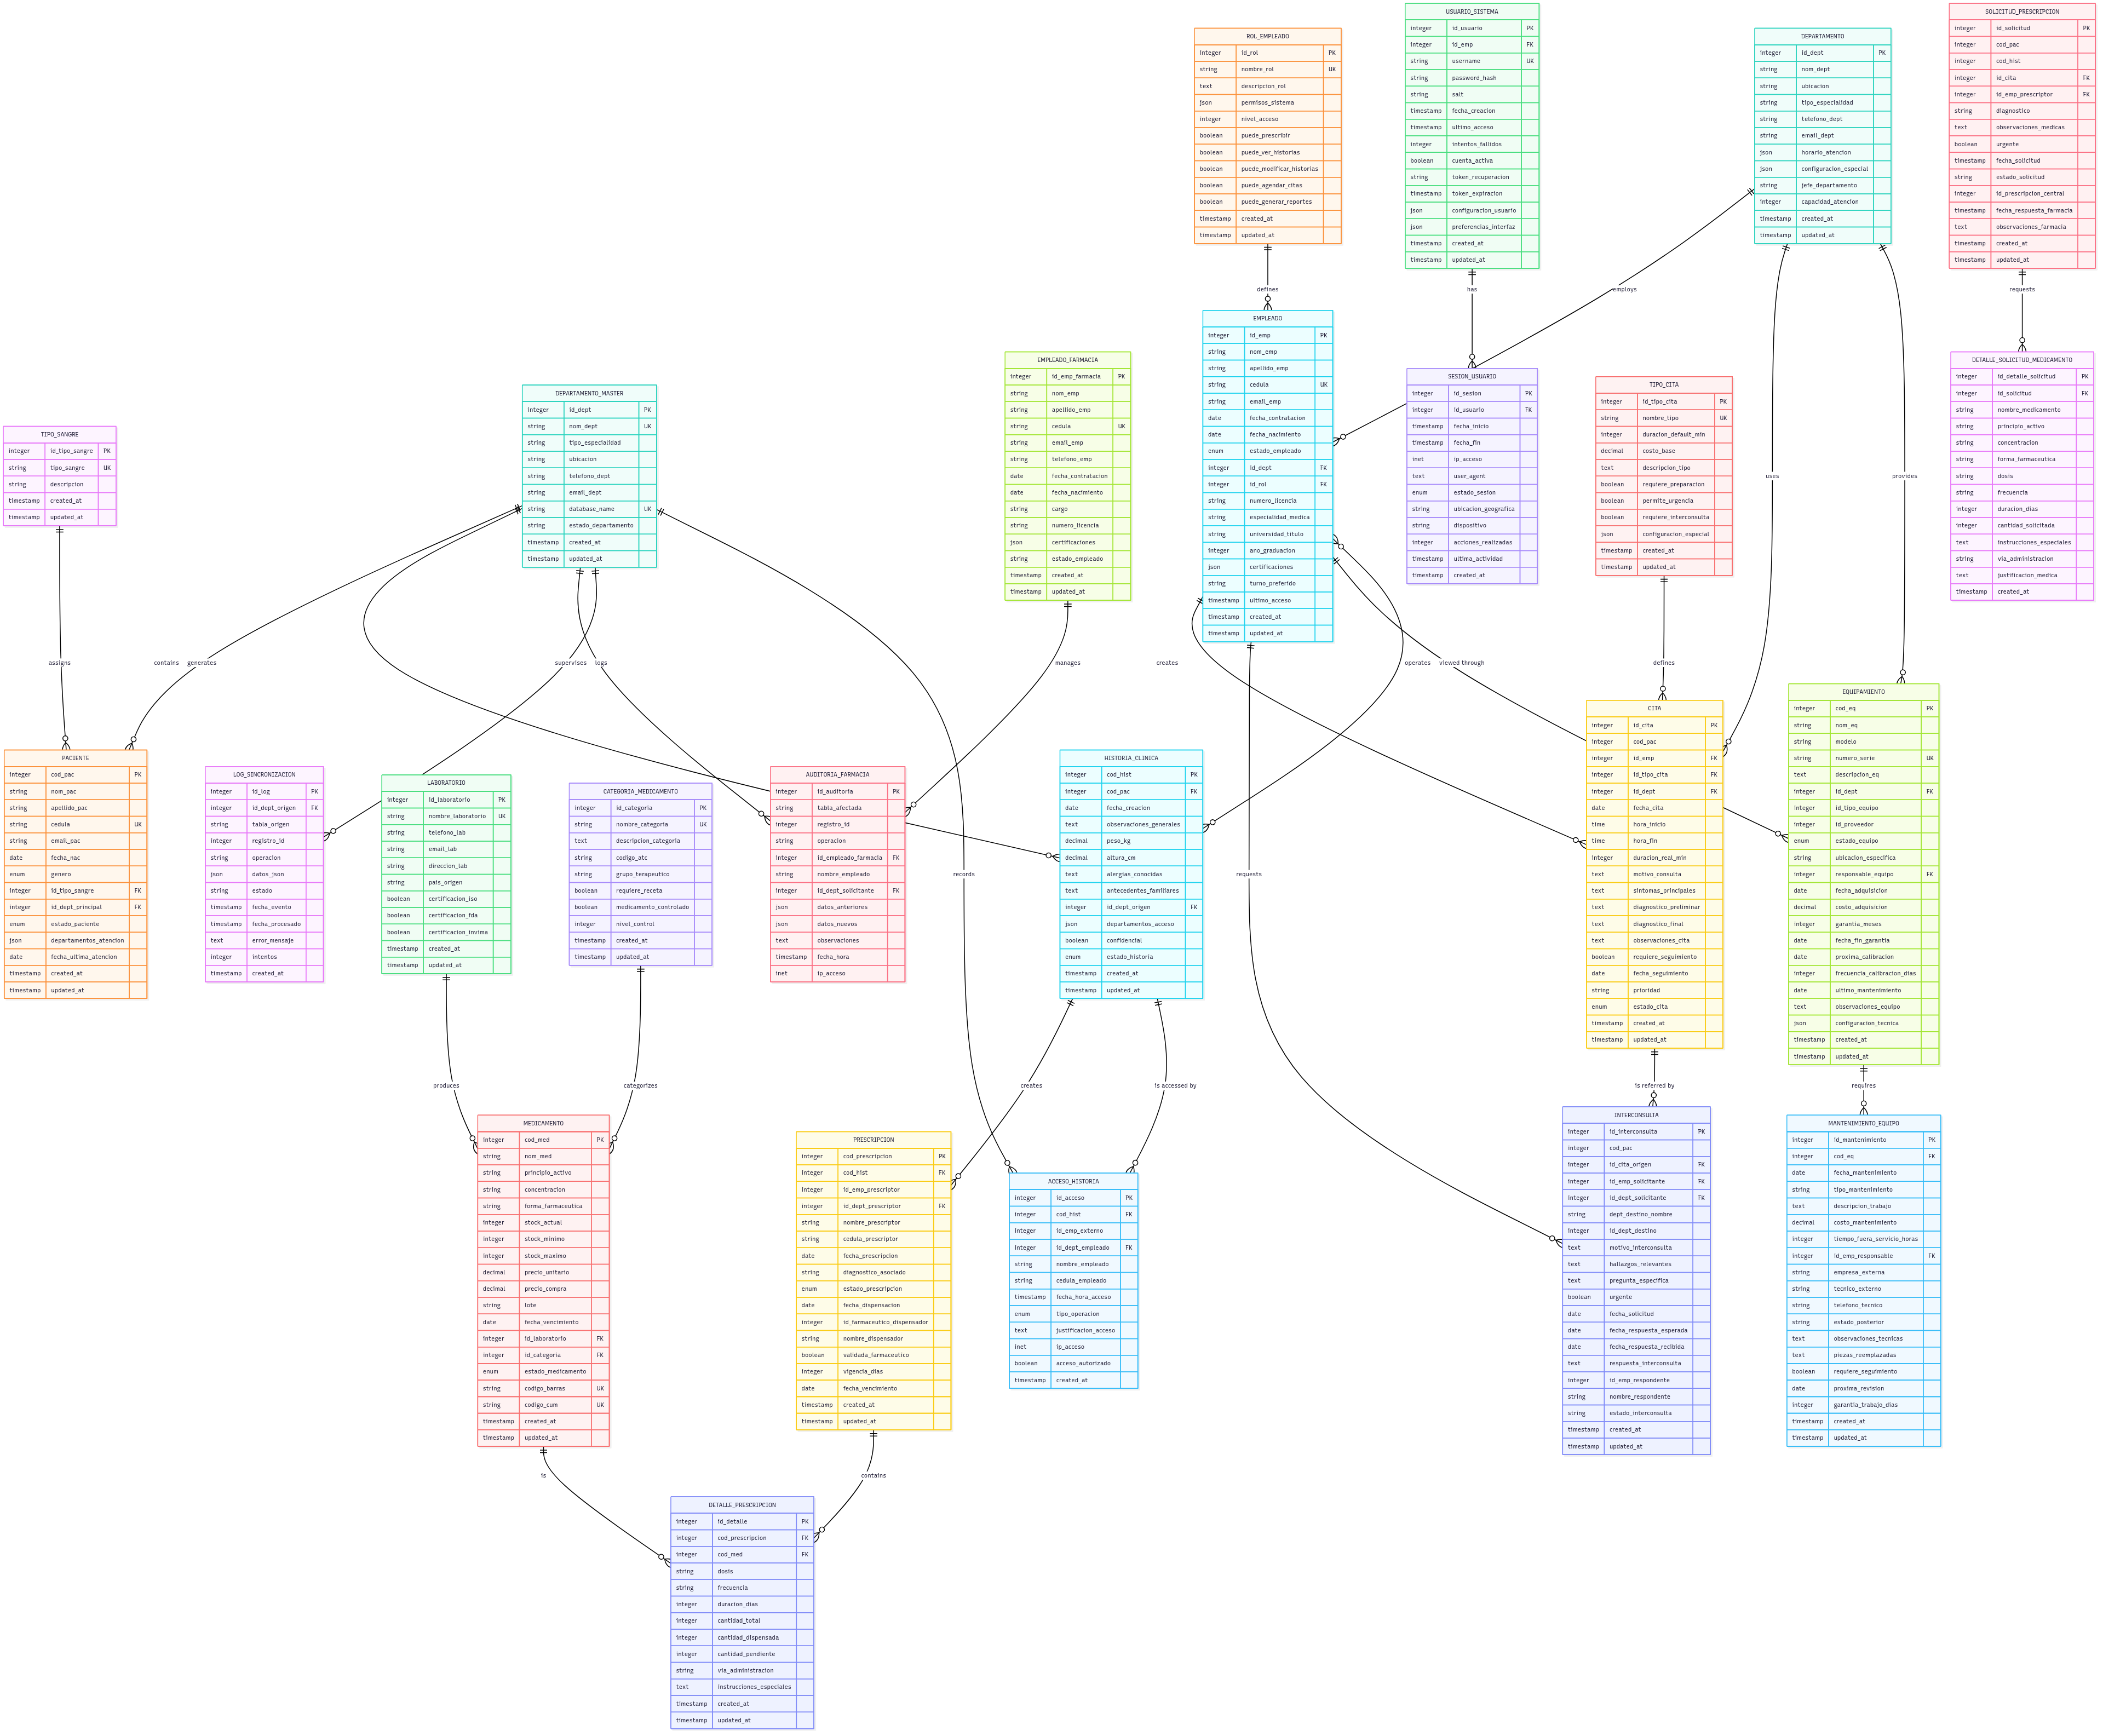 USUARIO_SISTEMA
integer id_usuario PK
integer id_emp FK
string username UK
string password_hash
string salt
timestamp fecha_creacion
timestamp ultimo_acceso
integer intentos_fallidos
boolean cuenta_activa
string token_recuperacion
timestamp token_expiracion
json configuracion_usuario
json preferencias_interfaz
timestamp created_at
timestamp updated_at
SOLICITUD_PRESCRIPCION
integer id_solicitud PK
integer cod_pac
integer cod_hist
integer id_cita FK
integer id_emp_prescriptor FK
string diagnostico
text observaciones_medicas
boolean urgente
timestamp fecha_solicitud
string estado_solicitud
integer id_prescripcion_central
timestamp fecha_respuesta_farmacia
text observaciones_farmacia
timestamp created_at
timestamp updated_at
ROL_EMPLEADO
integer id_rol PK
string nombre_rol UK
text descripcion_rol
json permisos_sistema
integer nivel_acceso
boolean puede_prescribir
boolean puede_ver_historias
boolean puede_modificar_historias
boolean puede_agendar_citas
boolean puede_generar_reportes
timestamp created_at
timestamp updated_at
DEPARTAMENTO
integer id_dept PK
string nom_dept
string ubicacion
string tipo_especialidad
string telefono_dept
string email_dept
json horario_atencion
json configuracion_especial
string jefe_departamento
integer capacidad_atencion
timestamp created_at
timestamp updated_at
defines
has
employs
requests
EMPLEADO
integer id_emp PK
string nom_emp
string apellido_emp
string cedula UK
string email_emp
date fecha_contratacion
date fecha_nacimiento
enum estado_empleado
integer id_dept FK
integer id_rol FK
string numero_licencia
string especialidad_medica
string universidad_titulo
integer ano_graduacion
json certificaciones
string turno_preferido
timestamp ultimo_acceso
timestamp created_at
timestamp updated_at
EMPLEADO_FARMACIA
integer id_emp_farmacia PK
string nom_emp
string apellido_emp
string cedula UK
string email_emp
string telefono_emp
date fecha_contratacion
date fecha_nacimiento
string cargo
string numero_licencia
json certificaciones
string estado_empleado
timestamp created_at
timestamp updated_at
DETALLE_SOLICITUD_MEDICAMENTO
integer id_detalle_solicitud PK
integer id_solicitud FK
string nombre_medicamento
string principio_activo
string concentracion
string forma_farmaceutica
string dosis
string frecuencia
integer duracion_dias
integer cantidad_solicitada
text instrucciones_especiales
string via_administracion
text justificacion_medica
timestamp created_at
SESION_USUARIO
integer id_sesion PK
integer id_usuario FK
timestamp fecha_inicio
timestamp fecha_fin
inet ip_acceso
text user_agent
enum estado_sesion
string ubicacion_geografica
string dispositivo
integer acciones_realizadas
timestamp ultima_actividad
timestamp created_at
TIPO_CITA
integer id_tipo_cita PK
string nombre_tipo UK
integer duracion_default_min
decimal costo_base
text descripcion_tipo
boolean requiere_preparacion
boolean permite_urgencia
boolean requiere_interconsulta
json configuracion_especial
timestamp created_at
timestamp updated_at
DEPARTAMENTO_MASTER
integer id_dept PK
string nom_dept UK
string tipo_especialidad
string ubicacion
string telefono_dept
string email_dept
string database_name UK
string estado_departamento
timestamp created_at
timestamp updated_at
TIPO_SANGRE
integer id_tipo_sangre PK
string tipo_sangre UK
string descripcion
timestamp created_at
timestamp updated_at
uses
provides
assigns
contains
generates
supervises
logs
manages
creates
operates
viewed through
defines
EQUIPAMIENTO
integer cod_eq PK
string nom_eq
string modelo
string numero_serie UK
text descripcion_eq
integer id_dept FK
integer id_tipo_equipo
integer id_proveedor
enum estado_equipo
string ubicacion_especifica
integer responsable_equipo FK
date fecha_adquisicion
decimal costo_adquisicion
integer garantia_meses
date fecha_fin_garantia
date proxima_calibracion
integer frecuencia_calibracion_dias
date ultimo_mantenimiento
text observaciones_equipo
json configuracion_tecnica
timestamp created_at
timestamp updated_at
CITA
integer id_cita PK
integer cod_pac
integer id_emp FK
integer id_tipo_cita FK
integer id_dept FK
date fecha_cita
time hora_inicio
time hora_fin
integer duracion_real_min
text motivo_consulta
text sintomas_principales
text diagnostico_preliminar
text diagnostico_final
text observaciones_cita
boolean requiere_seguimiento
date fecha_seguimiento
string prioridad
enum estado_cita
timestamp created_at
timestamp updated_at
PACIENTE
integer cod_pac PK
string nom_pac
string apellido_pac
string cedula UK
string email_pac
date fecha_nac
enum genero
integer id_tipo_sangre FK
integer id_dept_principal FK
enum estado_paciente
json departamentos_atencion
date fecha_ultima_atencion
timestamp created_at
timestamp updated_at
LOG_SINCRONIZACION
integer id_log PK
integer id_dept_origen FK
string tabla_origen
integer registro_id
string operacion
json datos_json
string estado
timestamp fecha_evento
timestamp fecha_procesado
text error_mensaje
integer intentos
timestamp created_at
LABORATORIO
integer id_laboratorio PK
string nombre_laboratorio UK
string telefono_lab
string email_lab
string direccion_lab
string pais_origen
boolean certificacion_iso
boolean certificacion_fda
boolean certificacion_invima
timestamp created_at
timestamp updated_at
CATEGORIA_MEDICAMENTO
integer id_categoria PK
string nombre_categoria UK
text descripcion_categoria
string codigo_atc
string grupo_terapeutico
boolean requiere_receta
boolean medicamento_controlado
integer nivel_control
timestamp created_at
timestamp updated_at
AUDITORIA_FARMACIA
integer id_auditoria PK
string tabla_afectada
integer registro_id
string operacion
integer id_empleado_farmacia FK
string nombre_empleado
integer id_dept_solicitante FK
json datos_anteriores
json datos_nuevos
text observaciones
timestamp fecha_hora
inet ip_acceso
HISTORIA_CLINICA
integer cod_hist PK
integer cod_pac FK
date fecha_creacion
text observaciones_generales
decimal peso_kg
decimal altura_cm
text alergias_conocidas
text antecedentes_familiares
integer id_dept_origen FK
json departamentos_acceso
boolean confidencial
enum estado_historia
timestamp created_at
timestamp updated_at
records
requests
produces
categorizes
creates
is accessed by
is referred by
requires
MEDICAMENTO
integer cod_med PK
string nom_med
string principio_activo
string concentracion
string forma_farmaceutica
integer stock_actual
integer stock_minimo
integer stock_maximo
decimal precio_unitario
decimal precio_compra
string lote
date fecha_vencimiento
integer id_laboratorio FK
integer id_categoria FK
enum estado_medicamento
string codigo_barras UK
string codigo_cum UK
timestamp created_at
timestamp updated_at
PRESCRIPCION
integer cod_prescripcion PK
integer cod_hist FK
integer id_emp_prescriptor
integer id_dept_prescriptor FK
string nombre_prescriptor
string cedula_prescriptor
date fecha_prescripcion
string diagnostico_asociado
enum estado_prescripcion
date fecha_dispensacion
integer id_farmaceutico_dispensador
string nombre_dispensador
boolean validada_farmaceutico
integer vigencia_dias
date fecha_vencimiento
timestamp created_at
timestamp updated_at
ACCESO_HISTORIA
integer id_acceso PK
integer cod_hist FK
integer id_emp_externo
integer id_dept_empleado FK
string nombre_empleado
string cedula_empleado
timestamp fecha_hora_acceso
enum tipo_operacion
text justificacion_acceso
inet ip_acceso
boolean acceso_autorizado
timestamp created_at
INTERCONSULTA
integer id_interconsulta PK
integer cod_pac
integer id_cita_origen FK
integer id_emp_solicitante FK
integer id_dept_solicitante FK
string dept_destino_nombre
integer id_dept_destino
text motivo_interconsulta
text hallazgos_relevantes
text pregunta_especifica
boolean urgente
date fecha_solicitud
date fecha_respuesta_esperada
date fecha_respuesta_recibida
text respuesta_interconsulta
integer id_emp_respondente
string nombre_respondente
string estado_interconsulta
timestamp created_at
timestamp updated_at
MANTENIMIENTO_EQUIPO
integer id_mantenimiento PK
integer cod_eq FK
date fecha_mantenimiento
string tipo_mantenimiento
text descripcion_trabajo
decimal costo_mantenimiento
integer tiempo_fuera_servicio_horas
integer id_emp_responsable FK
string empresa_externa
string tecnico_externo
string telefono_tecnico
string estado_posterior
text observaciones_tecnicas
text piezas_reemplazadas
boolean requiere_seguimiento
date proxima_revision
integer garantia_trabajo_dias
timestamp created_at
timestamp updated_at
is
contains
DETALLE_PRESCRIPCION
integer id_detalle PK
integer cod_prescripcion FK
integer cod_med FK
string dosis
string frecuencia
integer duracion_dias
integer cantidad_total
integer cantidad_dispensada
integer cantidad_pendiente
string via_administracion
text instrucciones_especiales
timestamp created_at
timestamp updated_at